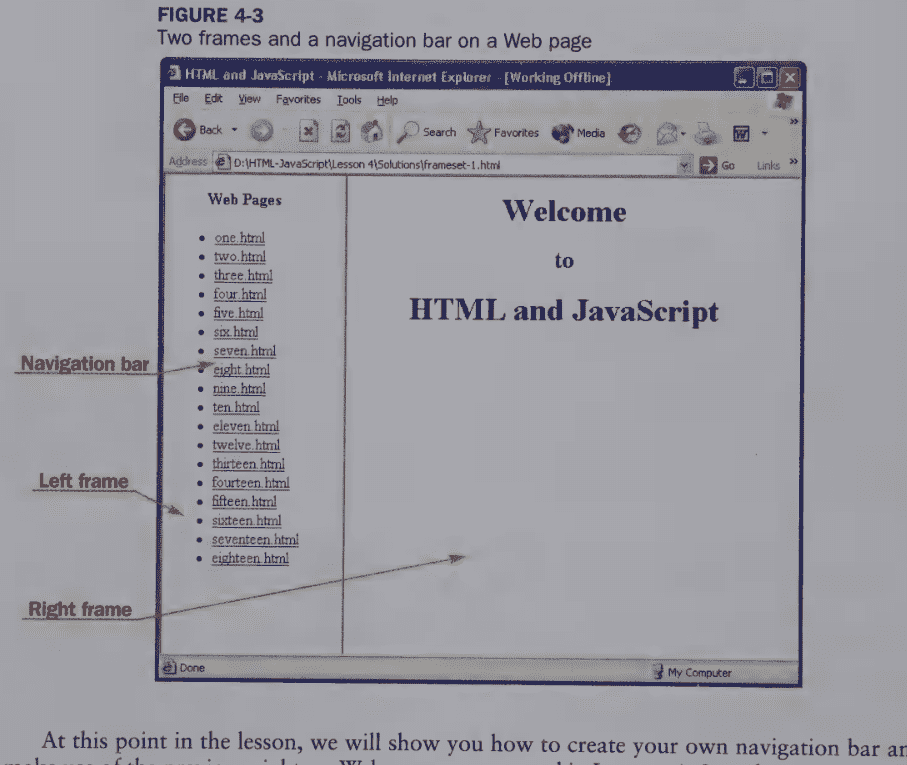 FIGURE 4-3
Two frames and a navigation bar on a Web page
HTML and JavaScript - Microsoft Internet Explorer - [Working Offline]
File Edit View Favorites Tools Help
Back Search Favorites Media W »
Address D:\HTML-JavaScript\Lesson 4\Solutions\frameset-1.html Go Links »
Web Pages
• one.html
• two.html
• three.html
• four.html
• five.html
• six.html
• seven.html
• eight.html
• nine.html
• ten.html
• eleven.html
• twelve.html
• thirteen.html
• fourteen.html
• fifteen.html
• sixteen.html
• seventeen.html
• eighteen.html
Welcome
to
HTML and JavaScript
Navigation bar
Left frame
Right frame
Done My Computer
At this point in the lesson, we will show you how to create your own navigation bar